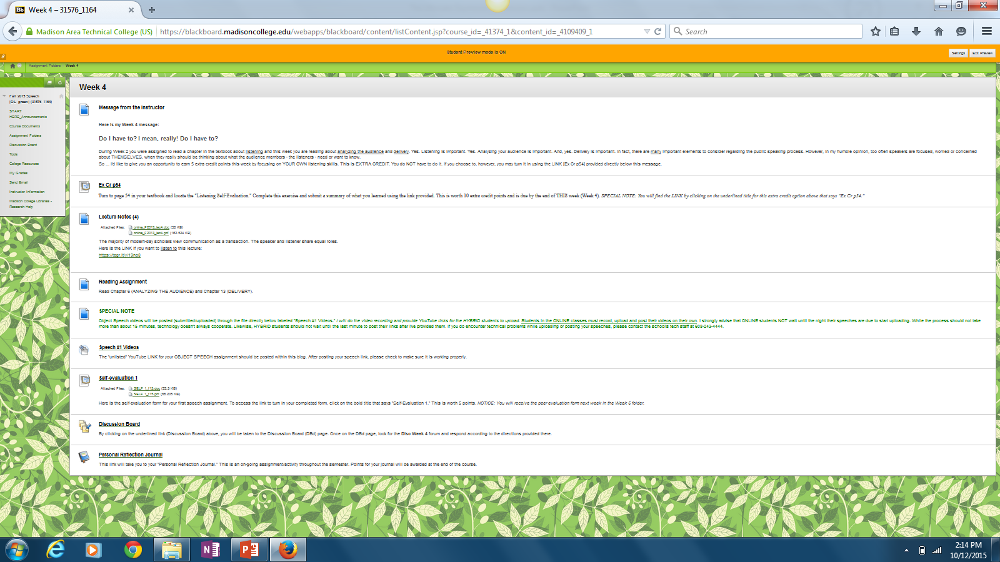 Week 4 – 31576_1164
Madison Area Technical College (US)
https://blackboard.madisoncollege.edu/webapps/blackboard/content/listContent.jsp?course_id=_41374_1&content_id=_4109409_1
Search
Student Preview mode is ON
Settings
Exit Preview
Assignment Folders
Week 4
Fall 2015 Speech
[OL_green] (31576_1164)
START
HERE_Announcements
Course Documents
Assignment Folders
Discussion Board
Tools
College Resources
My Grades
Send Email
Instructor Information
Madison College Libraries -
Research Help
Week 4
Message from the Instructor
Here is my Week 4 message:
Do I have to? I mean, really! Do I have to?
During Week 2 you were assigned to read a chapter in the textbook about listening and this week you are reading about analyzing the audience and delivery. Yes. Listening is important. Yes. Analyzing your audience is important. And, yes. Delivery is important. In fact, there are many important elements to consider regarding the public speaking process. However, in my humble opinion, too often speakers are focused, worried or concerned
about THEMSELVES, when they really should be thinking about what the audience members - the listeners - need or want to know.
So ... I'd like to give you an opportunity to earn 5 extra credit points this week by focusing on YOUR OWN listening skills. This is EXTRA CREDIT. You do NOT have to do it. If you choose to, however, you may turn it in using the LINK [Ex Cr p54] provided directly below this message.
Ex Cr p54
Turn to page 54 in your textbook and locate the "Listening Self-Evaluation." Complete this exercise and submit a summary of what you learned using the link provided. This is worth 10 extra credit points and is due by the end of THIS week (Week 4). SPECIAL NOTE: You will find the LINK by clicking on the underlined title for this extra credit option above that says "Ex Cr p54."
Lecture Notes (4)
Attached Files: online_F2013_lec4.doc (52 KB)
online_F2013_lec4.pdf (162.524 KB)
The majority of modern-day scholars view communication as a transaction. The speaker and listener share equal roles.
Here is the LINK if you want to listen to this lecture:
https://tegr.it/y/19no8
Reading Assignment
Read Chapter 6 (ANALYZING THE AUDIENCE) and Chapter 13 (DELIVERY).
SPECIAL NOTE
Object Speech videos will be posted (submitted/uploaded) through the file directly below labeled "Speech #1 Videos." I will do the video recording and provide YouTube links for the HYBRID students to upload. Students in the ONLINE classes must record, upload and post their videos on their own. I strongly advise that ONLINE students NOT wait until the night their speeches are due to start uploading. While the process should not take
more than about 15 minutes, technology doesn't always cooperate. Likewise, HYBRID students should not wait until the last minute to post their links after I've provided them. If you do encounter technical problems while uploading or posting your speeches, please contact the school's tech staff at 608-243-4444.
Speech #1 Videos
The "unlisted" YouTube LINK for your OBJECT SPEECH assignment should be posted within this blog. After posting your speech link, please check to make sure it is working properly.
Self-evaluation 1
Attached Files: SELF_1_f15.doc (33.5 KB)
SELF_1_f15.pdf (56.205 KB)
Here is the self-evaluation form for your first speech assignment. To access the link to turn in your completed form, click on the bold title that says "Self-Evaluation 1." This is worth 5 points. NOTICE: You will receive the peer evaluation form next week in the Week 5 folder.
Discussion Board
By clicking on the underlined link (Discussion Board) above, you will be taken to the Discussion Board (DBd) page. Once on the DBd page, look for the Disc Week 4 forum and respond according to the directions provided there.
Personal Reflection Journal
This link will take you to your "Personal Reflection Journal." This is an on-going assignment/activity throughout the semester. Points for your journal will be awarded at the end of the course.
2:14 PM
10/12/2015